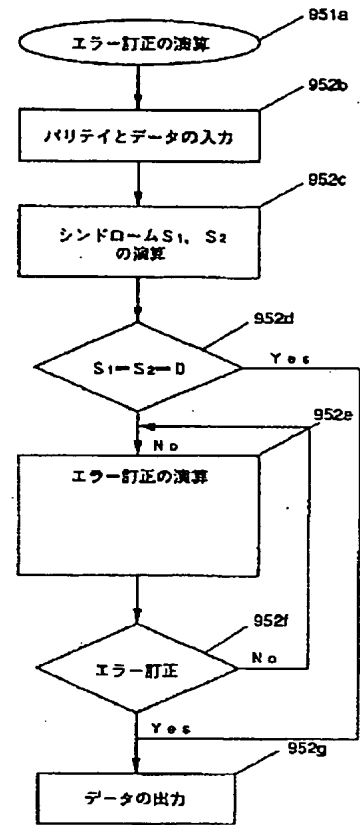 951a
エラー訂正の演算
952b
パリティとデータの入力
952c
シンドロームS1、S2
の演算
952d
S1=S2=0
Yes
952e
No
エラー訂正の演算
952f
エラー訂正
No
Yes
952g
データの出力